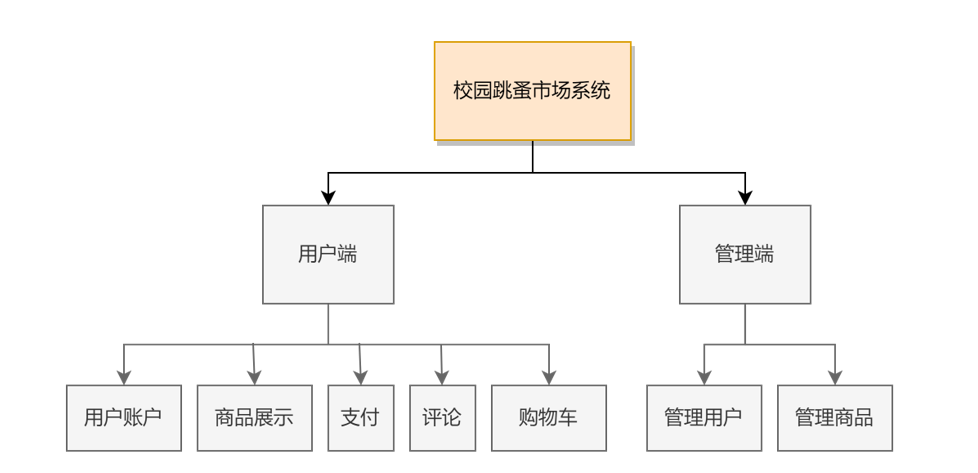 校园跳蚤市场系统
用户端
管理端
用户账户
商品展示
支付
评论
购物车
管理用户
管理商品